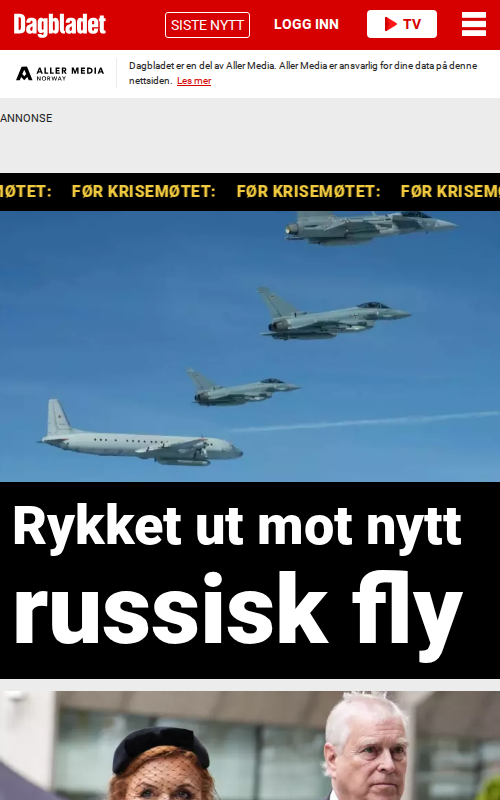 Dagbladet
SISTE NYTT
LOGG INN
TV
ALLER MEDIA
NORWAY
Dagbladet er en del av Aller Media. Aller Media er ansvarlig for dine data på denne
nettsiden. Les mer
ANNONSE
MØTET: FØR KRISEMØTET: FØR KRISEMØTET: FØR KRISEM
Rykket ut mot nytt
russisk fly